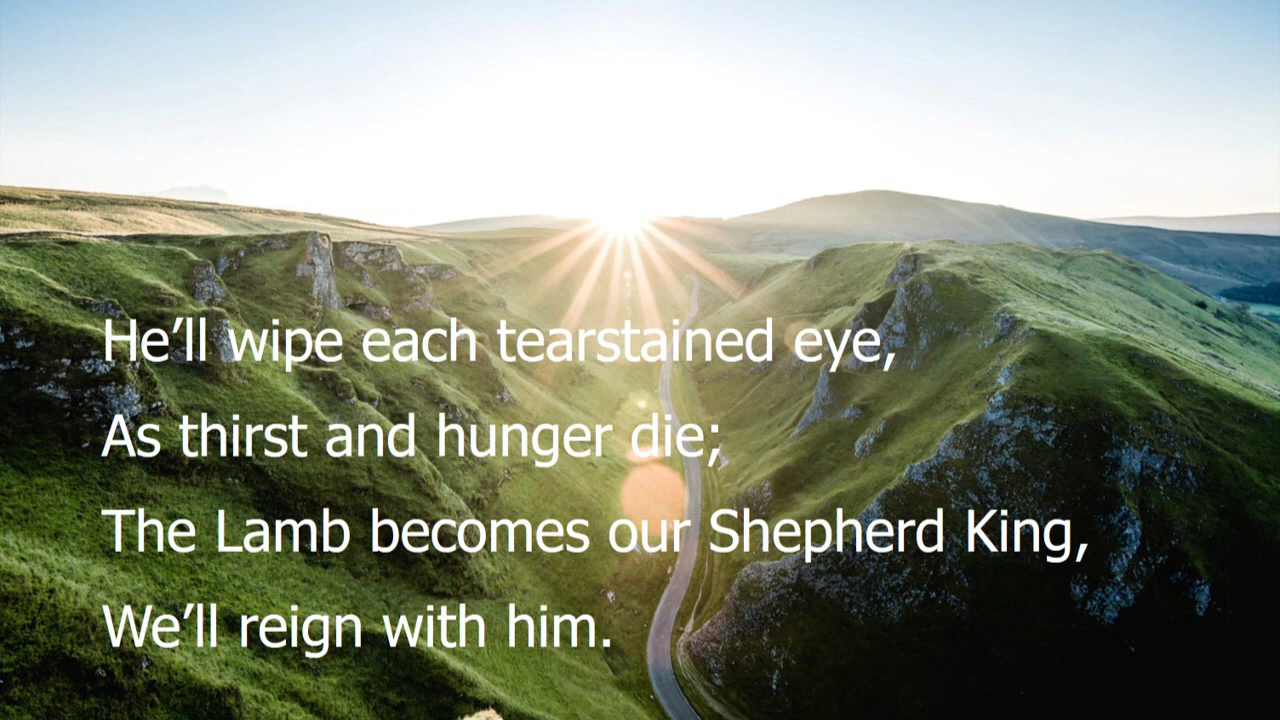 He’ll wipe each tearstained eye,
As thirst and hunger die;
The Lamb becomes our Shepherd King,
We’ll reign with him.